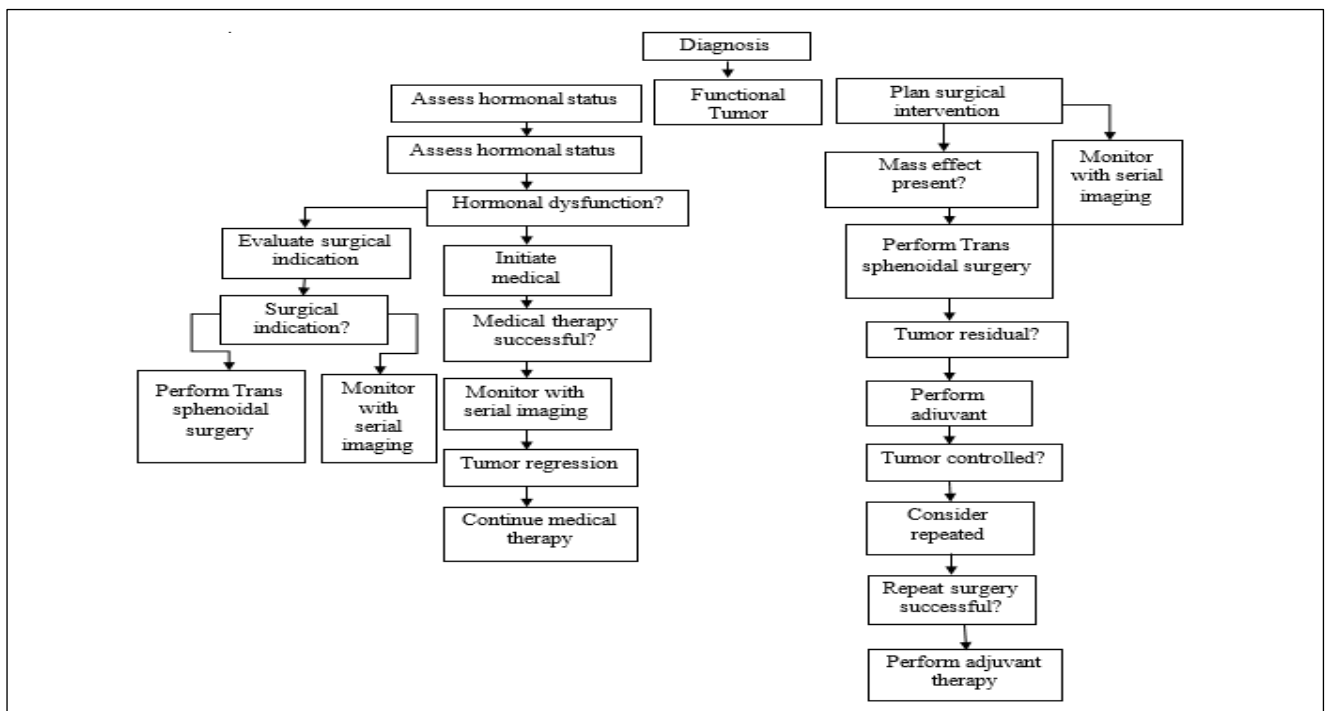 Diagnosis
Functional
Tumor
Assess hormonal status
Assess hormonal status
Hormonal dysfunction?
Evaluate surgical
indication
Surgical
indication?
Perform Trans
sphenoidal
surgery
Monitor
with
serial
imaging
Initiate
medical
Medical therapy
successful?
Monitor with
serial imaging
Tumor regression
Continue medical
therapy
Plan surgical
intervention
Mass effect
present?
Monitor
with serial
imaging
Perform Trans
sphenoidal surgery
Tumor residual?
Perform
adiuvant
Tumor controlled?
Consider
repeated
Repeat surgery
successful?
Perform adjuvant
therapy